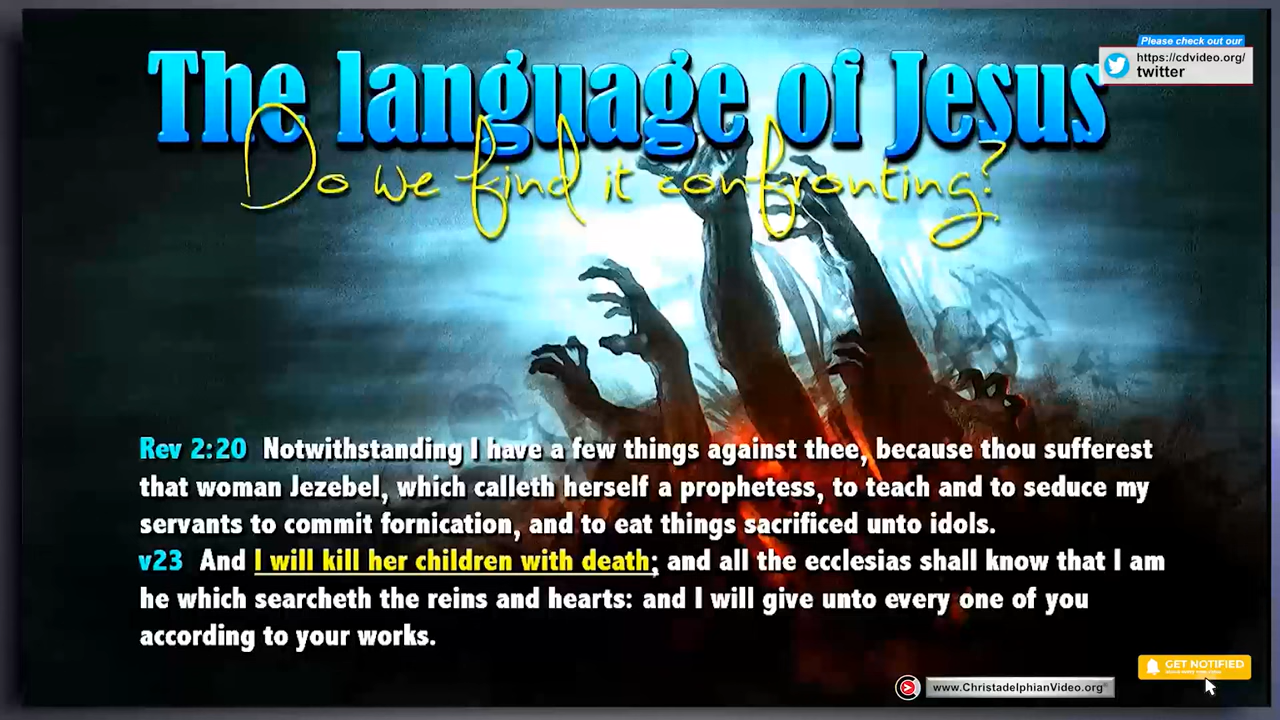 The language of Jesus
Please check out our
https://cdvideo.org/
twitter
Do we find it confronting?
Rev 2:20 Notwithstanding I have a few things against thee, because thou sufferest
that woman Jezebel, which calleth herself a prophetess, to teach and to seduce my
servants to commit fornication, and to eat things sacrificed unto idols.
v23 And I will kill her children with death; and all the ecclesias shall know that I am
he which searcheth the reins and hearts: and I will give unto every one of you
according to your works.
GET NOTIFIED
www.ChristadelphianVideo.org